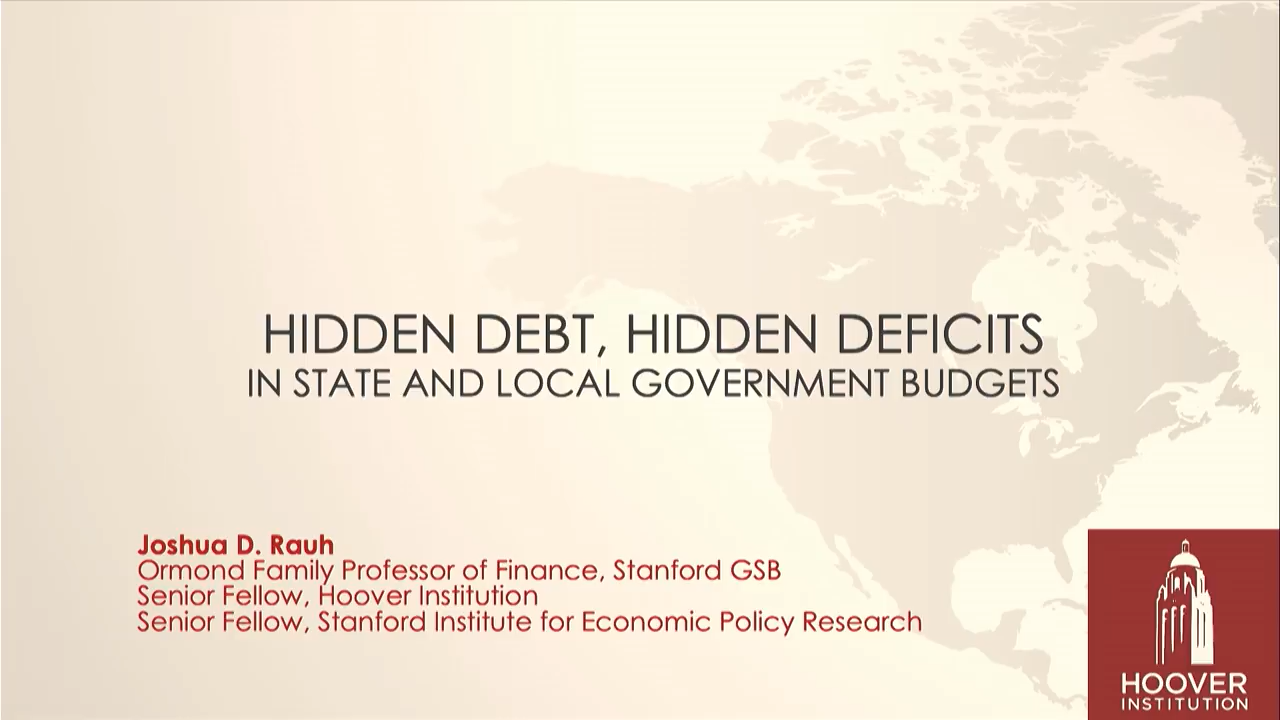 HIDDEN DEBT, HIDDEN DEFICITS
IN STATE AND LOCAL GOVERNMENT BUDGETS
Joshua D. Rauh
Ormond Family Professor of Finance, Stanford GSB
Senior Fellow, Hoover Institution
Senior Fellow, Stanford Institute for Economic Policy Research
HOOVER
INSTITUTION